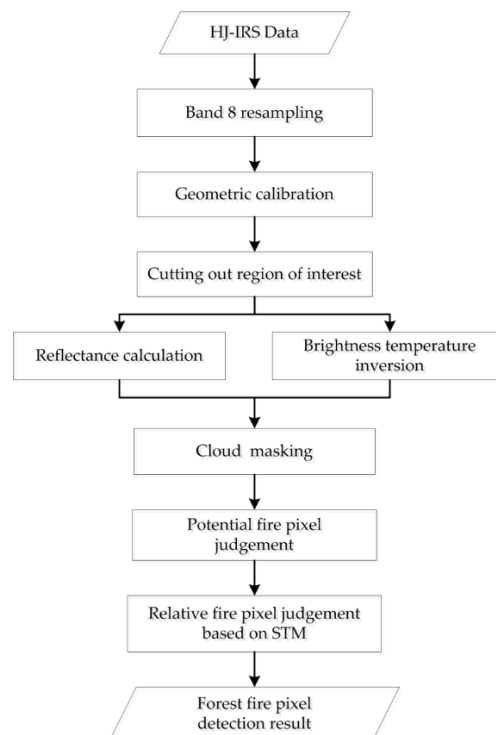 HJ-IRS Data
Band 8 resampling
Geometric calibration
Cutting out region of interest
Reflectance calculation
Brightness temperature
inversion
Cloud masking
Potential fire pixel
judgement
Relative fire pixel judgement
based on STM
Forest fire pixel
detection result